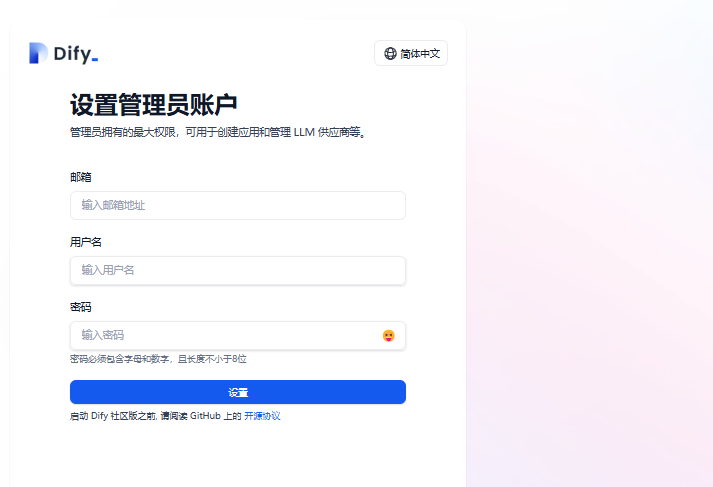 Dify_
简体中文
设置管理员账户
管理员拥有的最大权限，可用于创建应用和管理 LLM 供应商等。
邮箱
输入邮箱地址
用户名
输入用户名
密码
输入密码
密码必须包含字母和数字，且长度不小于8位
设置
启动 Dify 社区版之前, 请阅读 GitHub 上的 开源协议